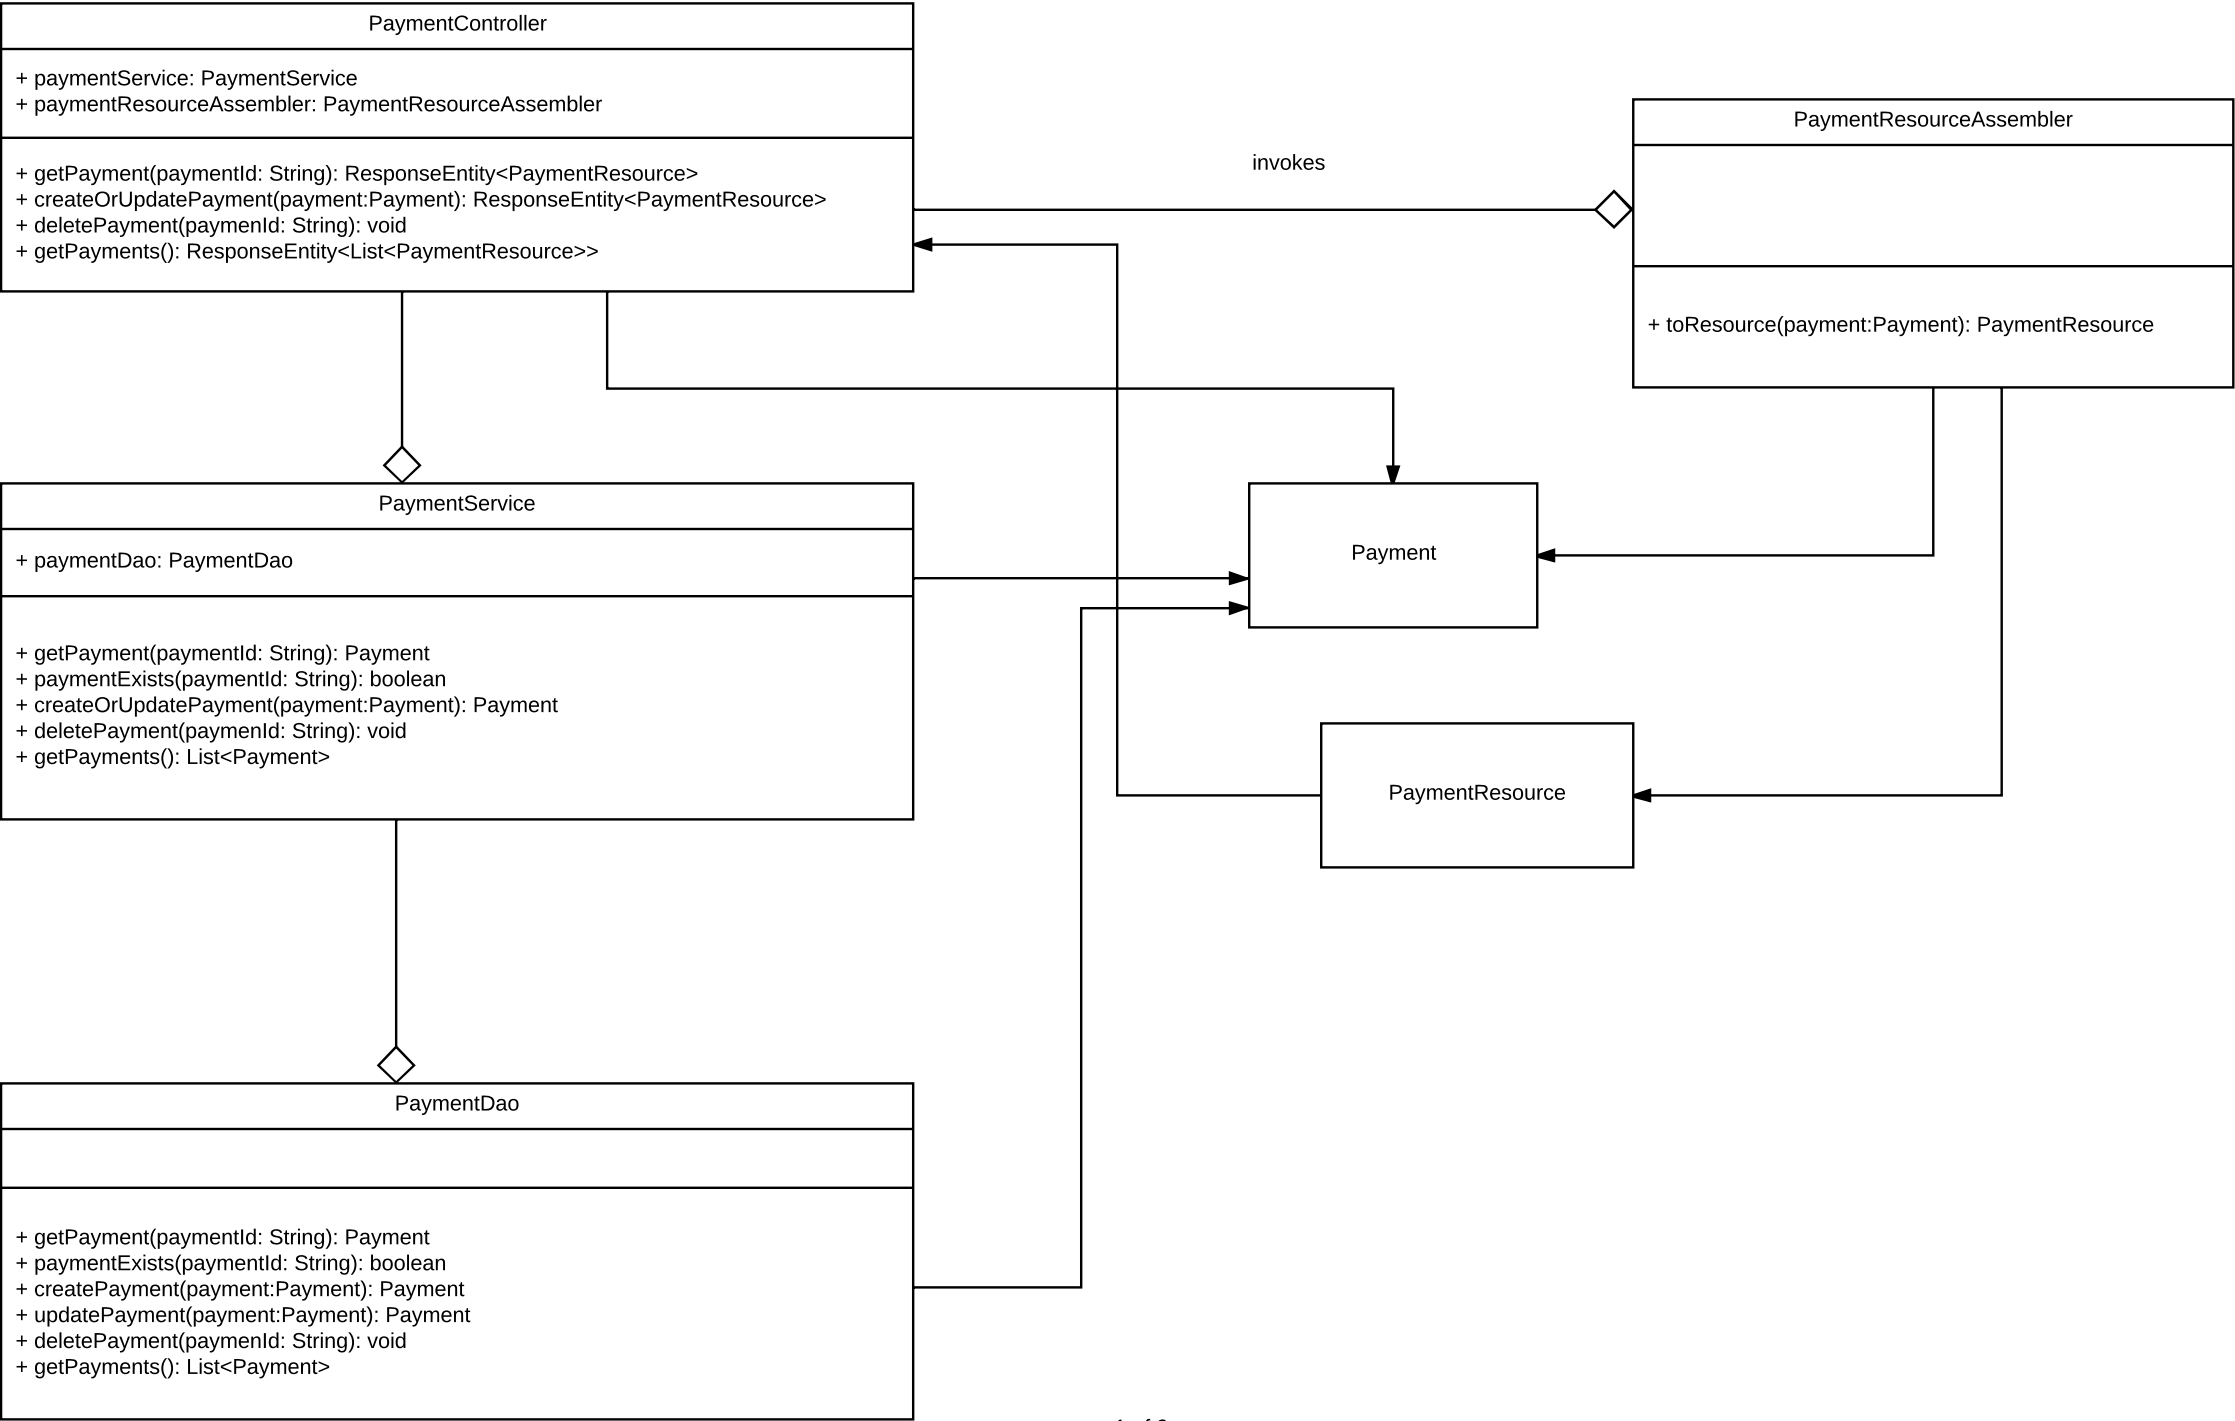 PaymentController
+ paymentService: PaymentService
+ paymentResourceAssembler: PaymentResourceAssembler
+ getPayment(paymentId: String): ResponseEntity<PaymentResource>
+ createOrUpdatePayment(payment:Payment): ResponseEntity<PaymentResource>
+ deletePayment(paymenId: String): void
+ getPayments(): ResponseEntity<List<PaymentResource>>
invokes
PaymentResourceAssembler
+ toResource(payment:Payment): PaymentResource
PaymentService
+ paymentDao: PaymentDao
+ getPayment(paymentId: String): Payment
+ paymentExists(paymentId: String): boolean
+ createOrUpdatePayment(payment:Payment): Payment
+ deletePayment(paymenId: String): void
+ getPayments(): List<Payment>
Payment
PaymentResource
PaymentDao
+ getPayment(paymentId: String): Payment
+ paymentExists(paymentId: String): boolean
+ createPayment(payment:Payment): Payment
+ updatePayment(payment:Payment): Payment
+ deletePayment(paymenId: String): void
+ getPayments(): List<Payment>